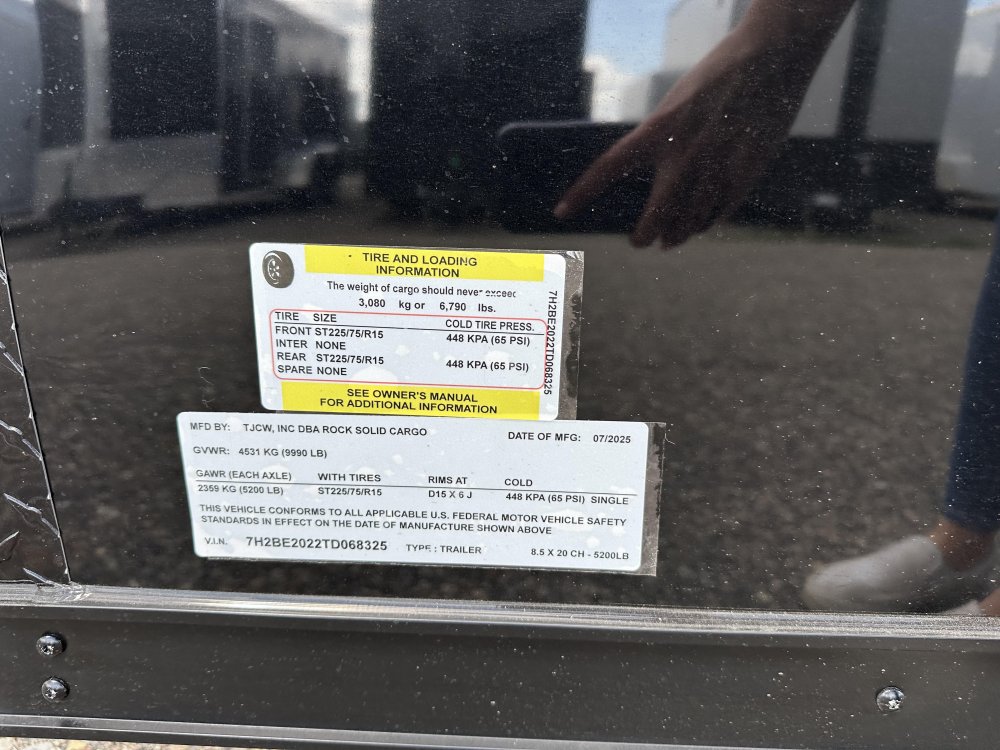 TIRE AND LOADING
INFORMATION
The weight of cargo should never exceed
3,080 kg or 6,790 lbs.
TIRE SIZE COLD TIRE PRESS.
FRONT ST225/75/R15 448 KPA (65 PSI)
INTER NONE
REAR ST225/75/R15 448 KPA (65 PSI)
SPARE NONE
SEE OWNER'S MANUAL
FOR ADDITIONAL INFORMATION
7H2BE2022TD068325
MFD BY: TJCW, INC DBA ROCK SOLID CARGO DATE OF MFG: 07/2025
GVWR: 4531 KG (9990 LB)
GAWR (EACH AXLE) WITH TIRES RIMS AT COLD
2359 KG (5200 LB) ST225/75/R15 D15 X 6 J 448 KPA (65 PSI) SINGLE
THIS VEHICLE CONFORMS TO ALL APPLICABLE U.S. FEDERAL MOTOR VEHICLE SAFETY
STANDARDS IN EFFECT ON THE DATE OF MANUFACTURE SHOWN ABOVE
V.I.N. 7H2BE2022TD068325 TYPE : TRAILER 8.5 X 20 CH - 5200LB